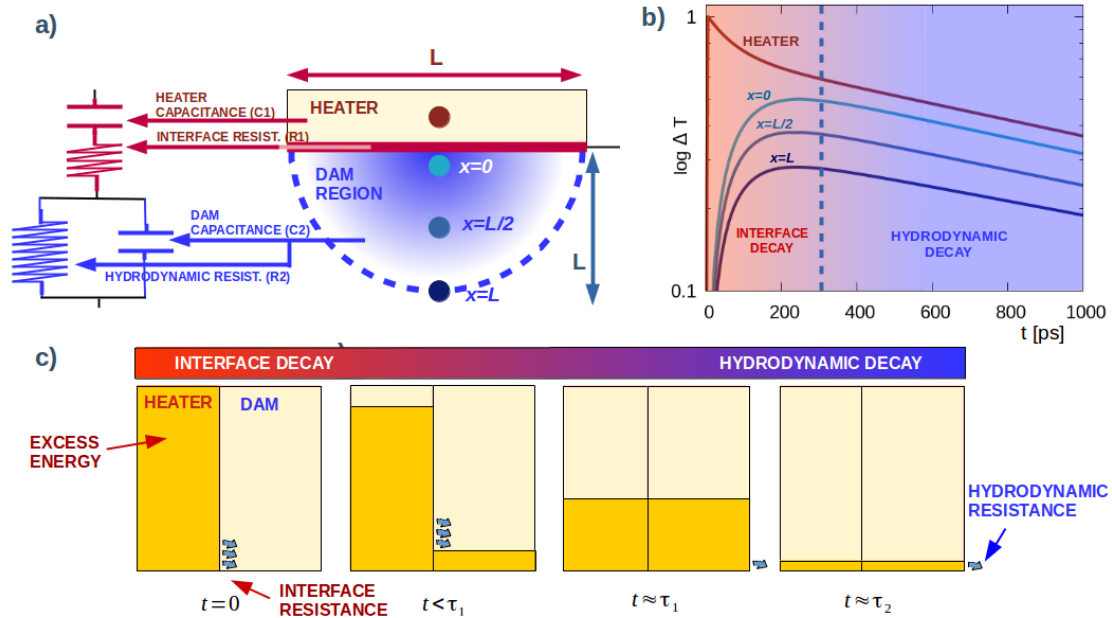 a)
L
HEATER
CAPACITANCE (C1)
HEATER
INTERFACE RESIST. (R1)
DAM
REGION
x=0
DAM
CAPACITANCE (C2)
x=L/2
L
HYDRODYNAMIC RESIST. (R2)
x=L
b)
1
HEATER
x=0
x=L/2
x=L
log Δ T
INTERFACE
DECAY
HYDRODYNAMIC
DECAY
0.1
0 200 400 600 800 1000
t [ps]
c)
INTERFACE DECAY HYDRODYNAMIC DECAY
HEATER DAM
EXCESS
ENERGY
HYDRODYNAMIC
RESISTANCE
INTERFACE
RESISTANCE
t=0 t<τ1 t≈τ1 t≈τ2